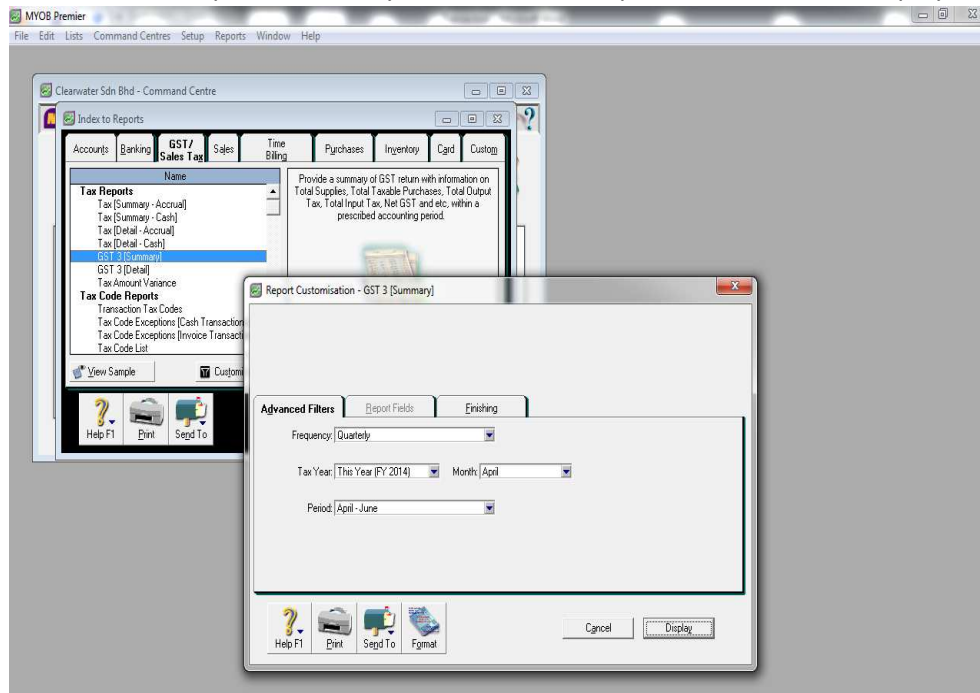 MYOB Premier
File Edit Lists Command Centres Setup Reports Window Help
Clearwater Sdn Bhd - Command Centre
Index to Reports
Accounts Banking GST/ Sales Tax Sales Time Billing Purchases Inventory Card Custom
Name
Tax Reports
Tax [Summary - Accrual]
Tax [Summary - Cash]
Tax [Detail - Accrual]
Tax [Detail - Cash]
GST 3 [Summary]
GST 3 [Detail]
Tax Amount Variance
Tax Code Reports
Transaction Tax Codes
Tax Code Exceptions [Cash Transaction
Tax Code Exceptions [Invoice Transacti
Tax Code List
Provide a summary of GST return with information on
Total Supplies, Total Taxable Purchases, Total Output
Tax, Total Input Tax, Net GST and etc, within a
prescribed accounting period.
View Sample Customi
Help F1 Print Send To
Report Customisation - GST 3 [Summary]
Advanced Filters Report Fields Finishing
Frequency: Quarterly
Tax Year: This Year (FY 2014) Month: April
Period: April - June
Help F1 Print Send To Format
Cancel Display